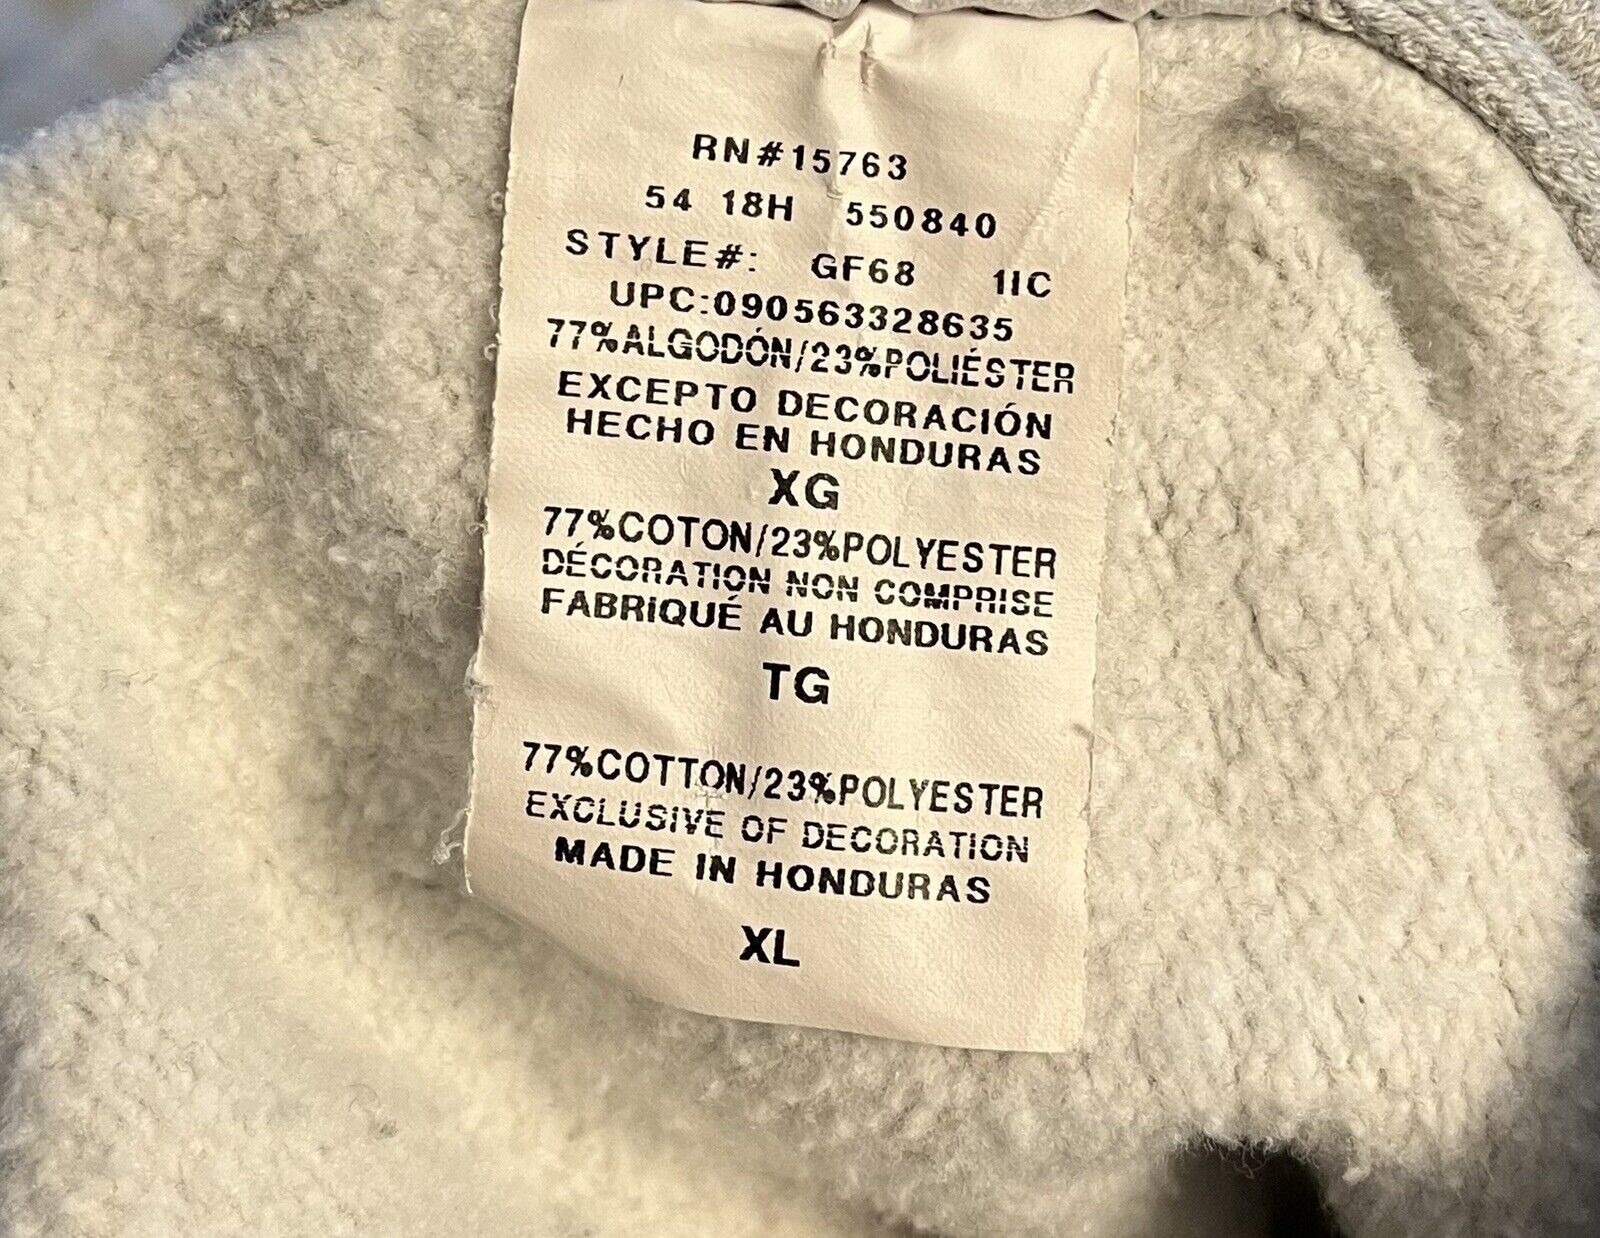 RN#15763
54 18H 550840
STYLE#: GF68 1IC
UPC:090563328635
77%ALGODÓN/23%POLIÉSTER
EXCEPTO DECORACIÓN
HECHO EN HONDURAS
XG
77%COTON/23%POLYESTER
DÉCORATION NON COMPRISE
FABRIQUÉ AU HONDURAS
TG
77%COTTON/23%POLYESTER
EXCLUSIVE OF DECORATION
MADE IN HONDURAS
XL